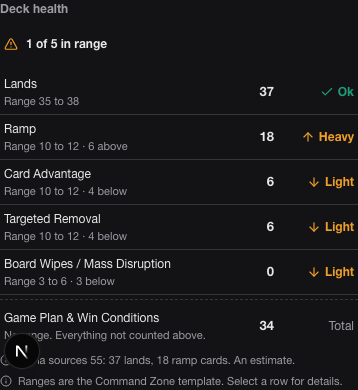 Deck health
1 of 5 in range
Lands
37
Ok
Range 35 to 38
Ramp
18
Heavy
Range 10 to 12 · 6 above
Card Advantage
6
Light
Range 10 to 12 · 4 below
Targeted Removal
6
Light
Range 10 to 12 · 4 below
Board Wipes / Mass Disruption
0
Light
Range 3 to 6 · 3 below
Game Plan & Win Conditions
34
Total
Everything not counted above.
N
sources 55: 37 lands, 18 ramp cards. An estimate.
Ranges are the Command Zone template. Select a row for details.